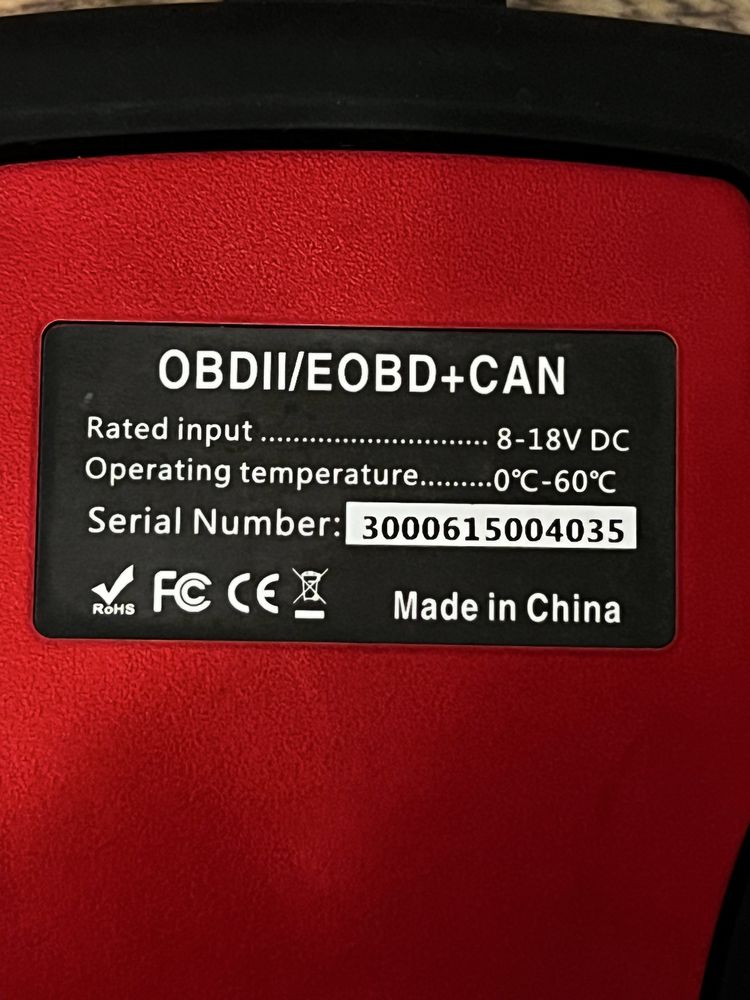 OBDII/EOBD+CAN
Rated input ............................ 8-18V DC
Operating temperature.........0℃-60℃
Serial Number: 3000615004035
RoHS FC CE Made in China